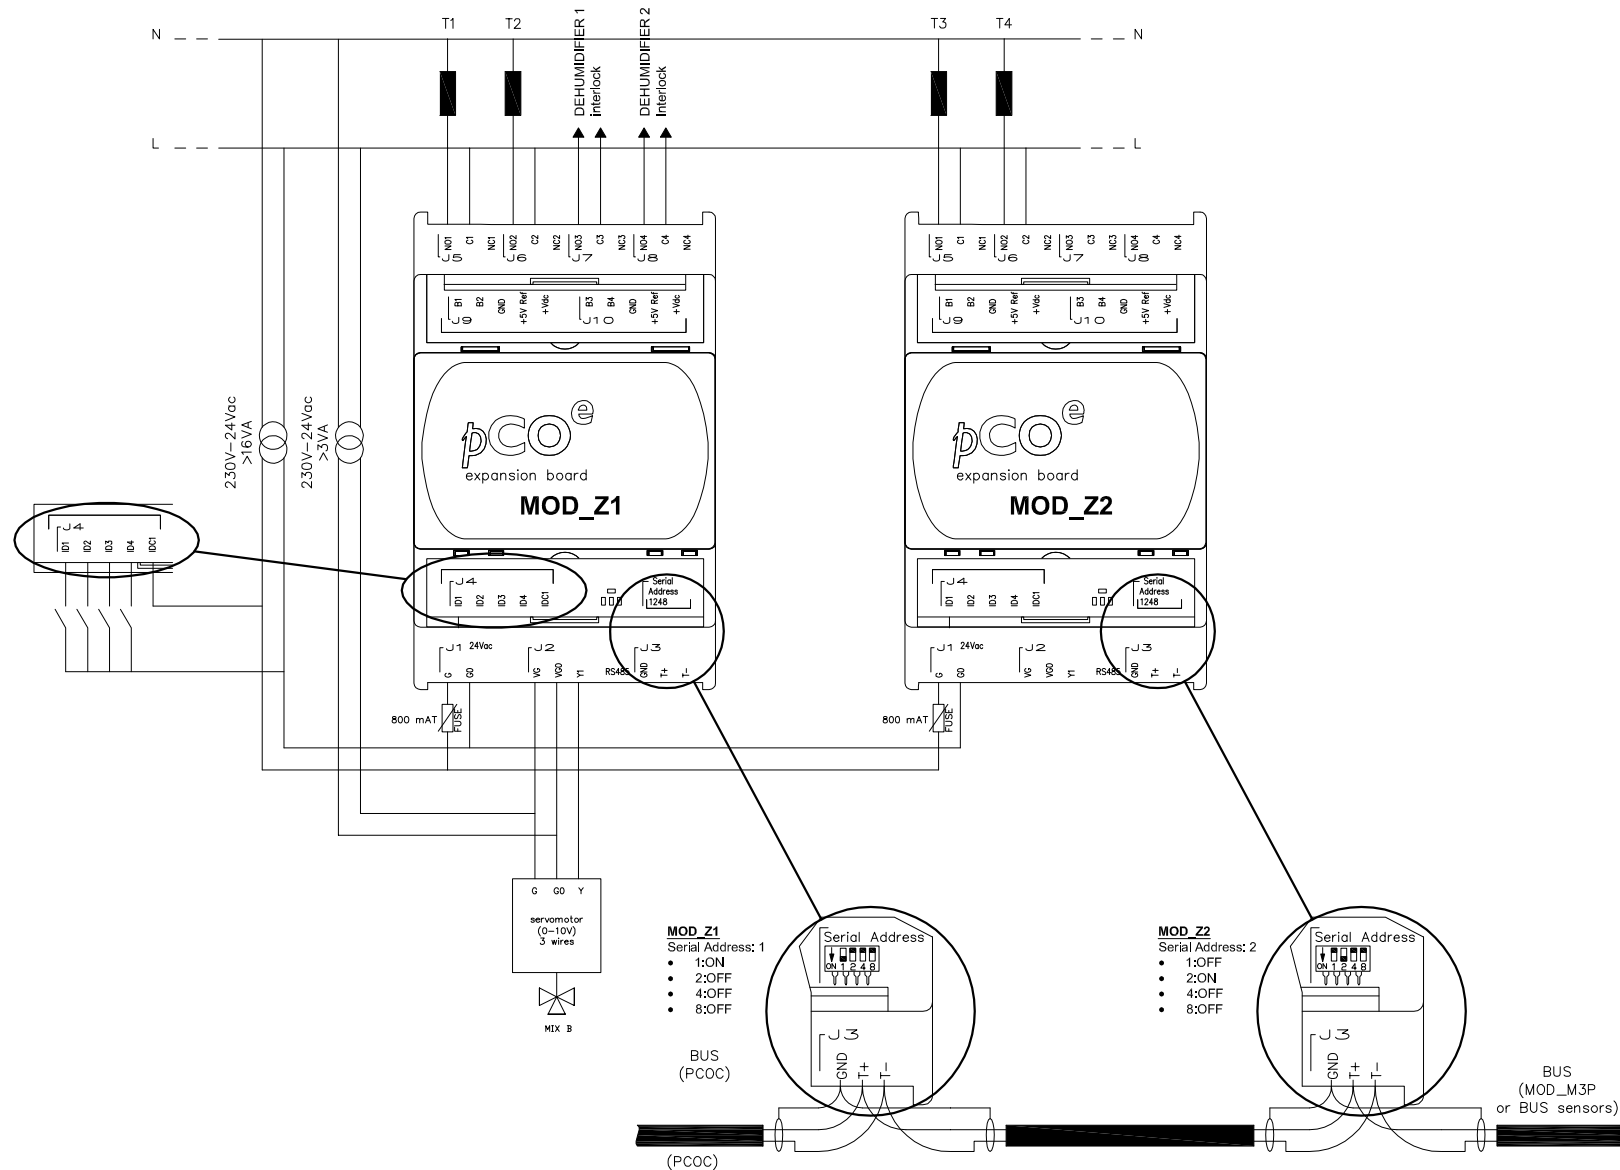 N
T1
T2
DEHUMIDIFIER 1
interlock
DEHUMIDIFIER 2
interlock
T3
T4
N
L
L
NO1 C1 NC1 NO2 C2 NC2 NO3 C3 NC3 NO4 C4 NC4
J5 J6 J7 J8
B1 B2 GND +5V Ref +Vdc B3 B4 GND +5V Ref +Vdc
J9 J10
pCOe
expansion board
MOD_Z1
J4
ID1 ID2 ID3 ID4 IDC1
Serial
Address
1248
J1 24Vac J2 J3
G G0 VG VG0 Y1 RS485 GND T+ T-
NO1 C1 NC1 NO2 C2 NC2 NO3 C3 NC3 NO4 C4 NC4
J5 J6 J7 J8
B1 B2 GND +5V Ref +Vdc B3 B4 GND +5V Ref +Vdc
J9 J10
pCOe
expansion board
MOD_Z2
J4
ID1 ID2 ID3 ID4 IDC1
Serial
Address
1248
J1 24Vac J2 J3
G G0 VG VG0 Y1 RS485 GND T+ T-
230V-24Vac
>16VA
230V-24Vac
>3VA
J4
ID1 ID2 ID3 ID4 IDC1
800 mAT
FUSE
800 mAT
FUSE
G G0 Y
servomotor
(0-10V)
3 wires
MIX B
MOD_Z1
Serial Address: 1
• 1:ON
• 2:OFF
• 4:OFF
• 8:OFF
Serial Address
ON 1 2 4 8
J3
GND T+ T-
MOD_Z2
Serial Address: 2
• 1:OFF
• 2:ON
• 4:OFF
• 8:OFF
Serial Address
ON 1 2 4 8
J3
GND T+ T-
BUS
(PCOC)
(PCOC)
BUS
(MOD_M3P
or BUS sensors)